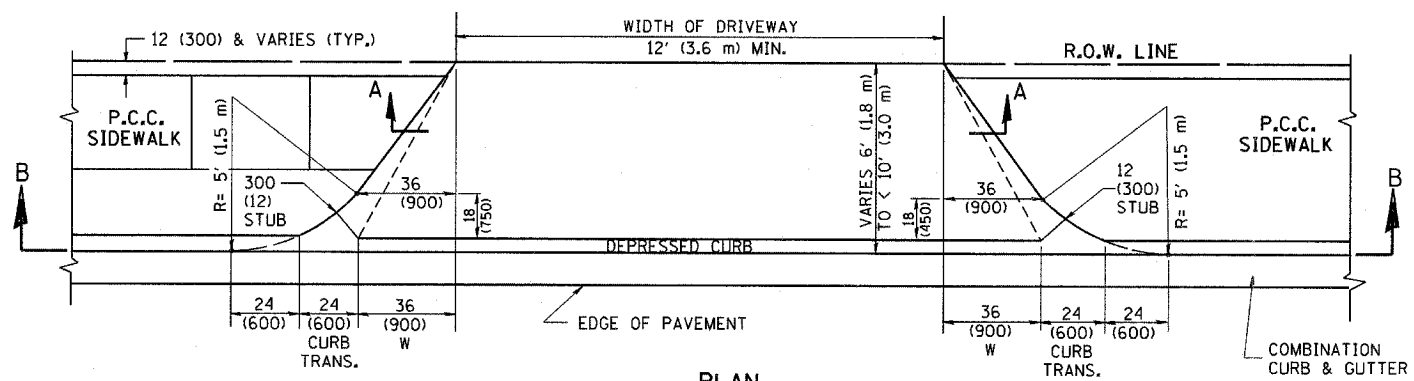 12 (300) & VARIES (TYP.)
WIDTH OF DRIVEWAY
12' (3.6 m) MIN.
R.O.W. LINE
A
A
P.C.C.
SIDEWALK
P.C.C.
SIDEWALK
VARIES 6' (1.8 m)
TO < 10' (3.0 m)
B
B
R= 5' (1.5 m)
300
(12)
STUB
36
(900)
18
(750)
36
(900)
18
(450)
12
(300)
STUB
R= 5' (1.5 m)
DEPRESSED CURB
24
(600)
24
(600)
CURB
TRANS.
36
(900)
W
EDGE OF PAVEMENT
36
(900)
W
24
(600)
CURB
TRANS.
24
(600)
COMBINATION
CURB & GUTTER